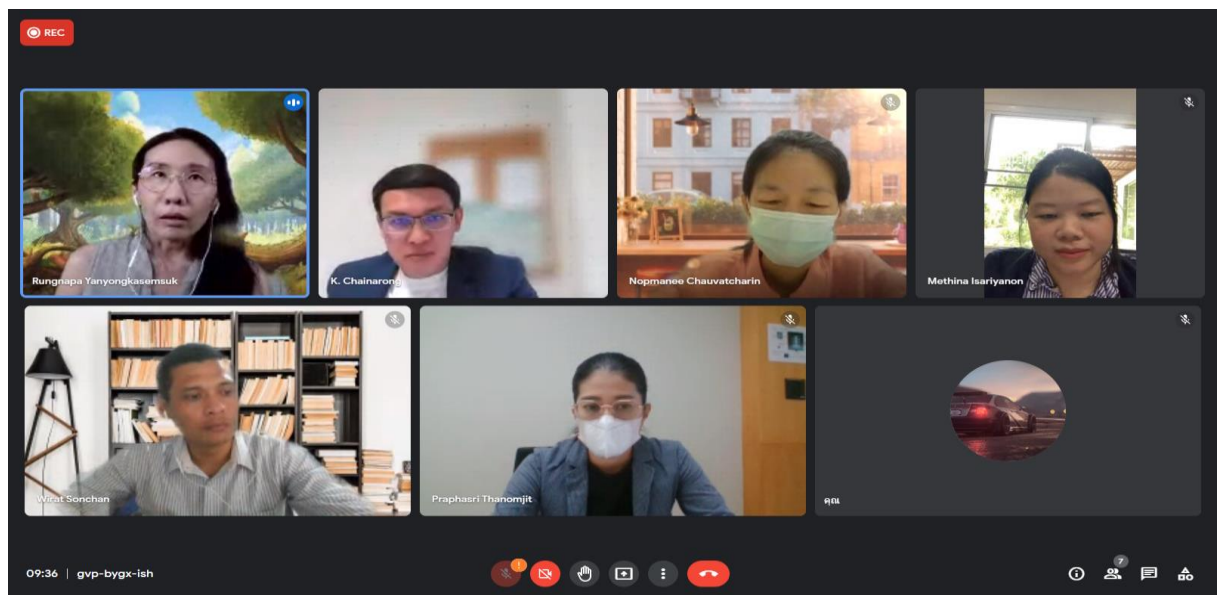 REC
Rungnapa Yanyongkasemsuk
K. Chainarong
Nopmanee Chauvatcharin
Methina Isariyanon
Wirat Sonchan
Praphasri Thanomjit
คุณ
09:36 | gvp-bygx-ish
!
7